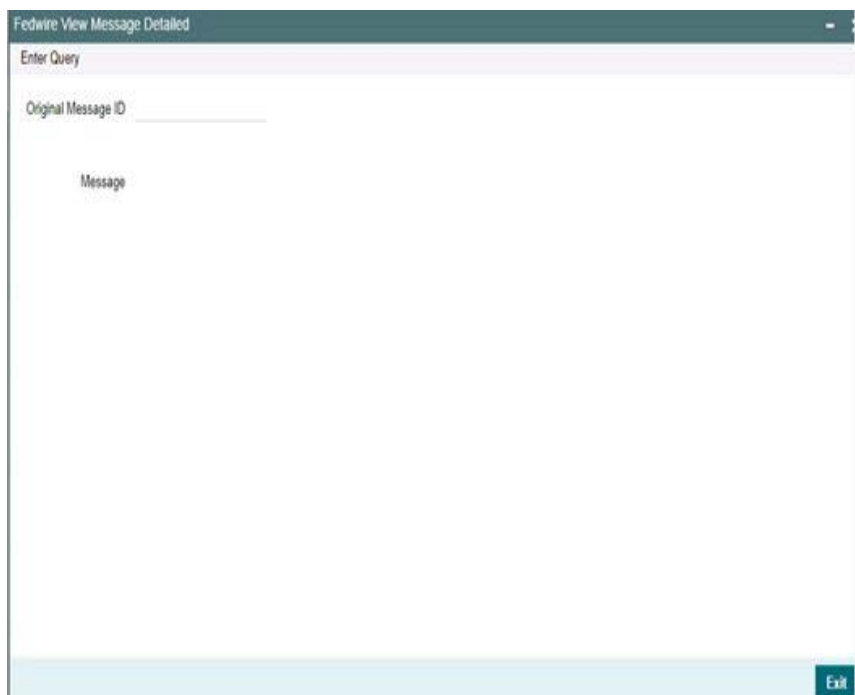 Fedwire View Message Detailed
Enter Query
Original Message ID
Message
Exit